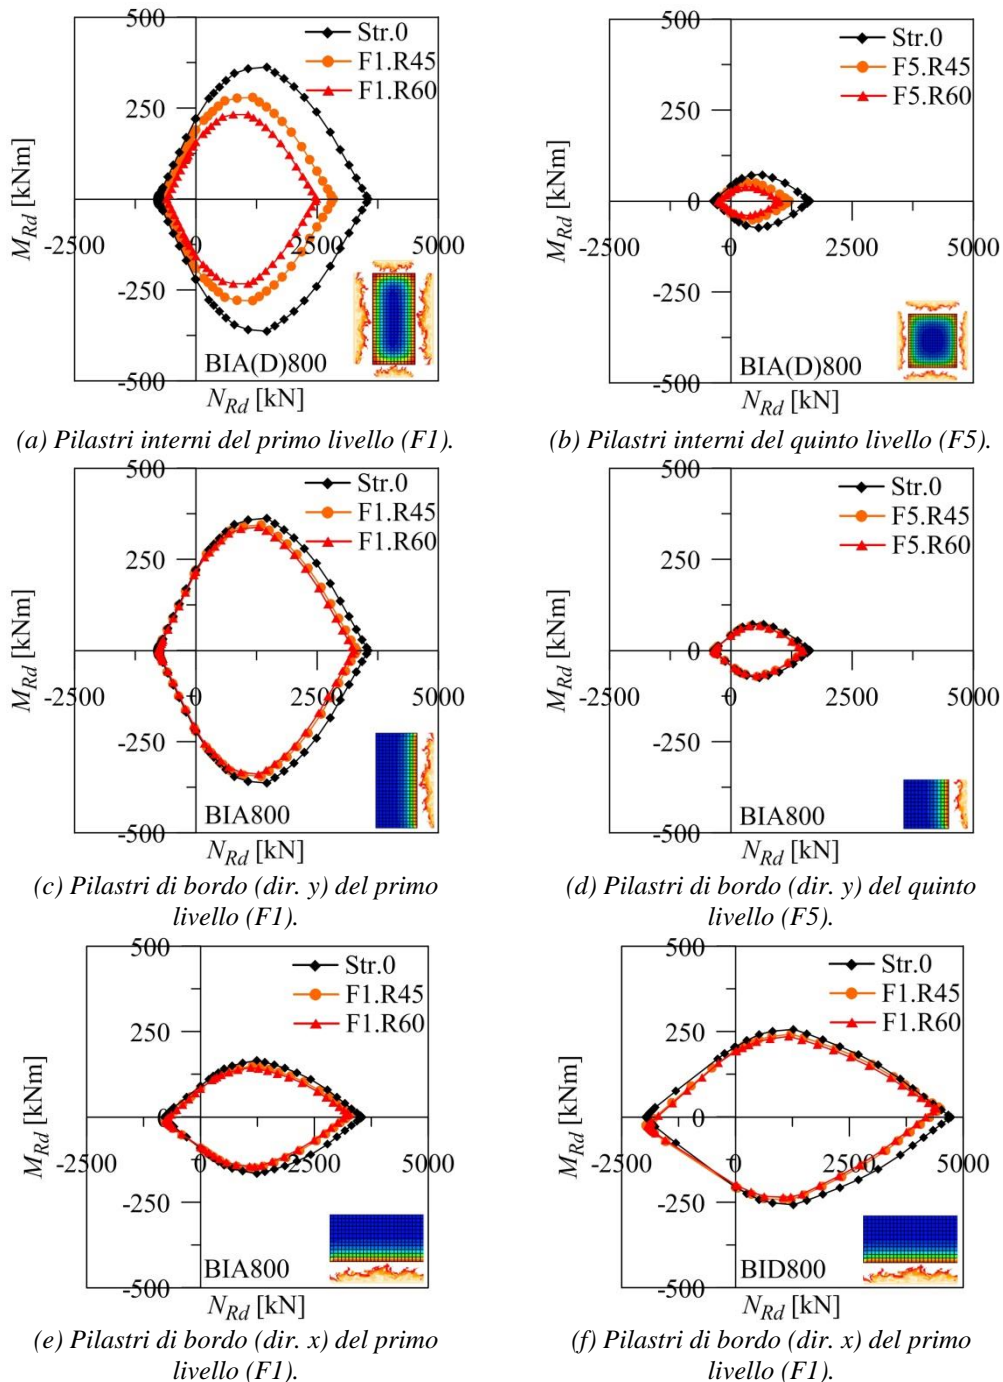 500
Str.0
F1.R45
F1.R60
250
M_Rd [kNm]
-2500
0
2500
5000
-250
BIA(D)800
-500
N_Rd [kN]
(a) Pilastri interni del primo livello (F1).
500
Str.0
F5.R45
F5.R60
250
M_Rd [kNm]
-2500
0
2500
5000
-250
BIA(D)800
-500
N_Rd [kN]
(b) Pilastri interni del quinto livello (F5).
500
Str.0
F1.R45
F1.R60
250
M_Rd [kNm]
-2500
0
2500
5000
-250
BIA800
-500
N_Rd [kN]
(c) Pilastri di bordo (dir. y) del primo
livello (F1).
500
Str.0
F5.R45
F5.R60
250
M_Rd [kNm]
-2500
0
2500
5000
-250
BIA800
-500
N_Rd [kN]
(d) Pilastri di bordo (dir. y) del quinto
livello (F5).
500
Str.0
F1.R45
F1.R60
250
M_Rd [kNm]
-2500
0
2500
5000
-250
BIA800
-500
N_Rd [kN]
(e) Pilastri di bordo (dir. x) del primo
livello (F1).
500
Str.0
F1.R45
F1.R60
250
M_Rd [kNm]
-2500
0
2500
5000
-250
BID800
-500
N_Rd [kN]
(f) Pilastri di bordo (dir. x) del primo
livello (F1).